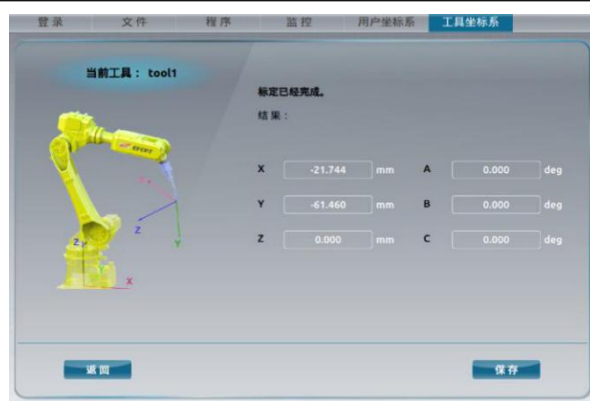 登录 文件 程序 监控 用户坐标系 工具坐标系
当前工具： tool1
标定已经完成。
结果：
X -21.744 mm A 0.000 deg
Y -61.460 mm B 0.000 deg
Z 0.000 mm C 0.000 deg
EFORT
Z
Y
Z
X
返回 保存